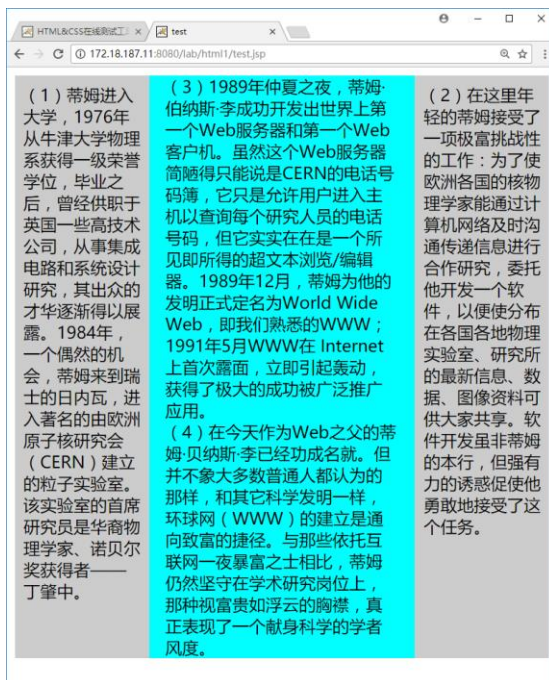 HTML&CSS在线测试工
test
172.18.187.11:8080/lab/html1/test.jsp
（1）蒂姆进入
大学，1976年
从牛津大学物理
系获得一级荣誉
学位，毕业之
后，曾经供职于
英国一些高技术
公司，从事集成
电路和系统设计
研究，其出众的
才华逐渐得以展
露。1984年，
一个偶然的机
会，蒂姆来到瑞
士的日内瓦，进
入著名的由欧洲
原子核研究会
（CERN）建立
的粒子实验室。
该实验室的首席
研究员是华裔物
理学家、诺贝尔
奖获得者——
丁肇中。
（3）1989年仲夏之夜，蒂姆·
伯纳斯·李成功开发出世界上第
一个Web服务器和第一个Web
客户机。虽然这个Web服务器
简陋得只能说是CERN的电话号
码簿，它只是允许用户进入主
机以查询每个研究人员的电话
号码，但它实实在在是一个所
见即所得的超文本浏览/编辑
器。1989年12月，蒂姆为他的
发明正式定名为World Wide
Web，即我们熟悉的WWW；
1991年5月WWW在 Internet
上首次露面，立即引起轰动，
获得了极大的成功被广泛推广
应用。
（4）在今天作为Web之父的蒂
姆·贝纳斯·李已经功成名就。但
并不象大多数普通人都认为的
那样，和其它科学发明一样，
环球网（WWW）的建立是通
向致富的捷径。与那些依托互
联网一夜暴富之士相比，蒂姆
仍然坚守在学术研究岗位上，
那种视富贵如浮云的胸襟，真
正表现了一个献身科学的学者
风度。
（2）在这里年
轻的蒂姆接受了
一项极富挑战性
的工作：为了使
欧洲各国的核物
理学家能通过计
算机网络及时沟
通传递信息进行
合作研究，委托
他开发一个软
件，以便使分布
在各国各地物理
实验室、研究所
的最新信息、数
据、图像资料可
供大家共享。软
件开发虽非蒂姆
的本行，但强有
力的诱惑促使他
勇敢地接受了这
个任务。